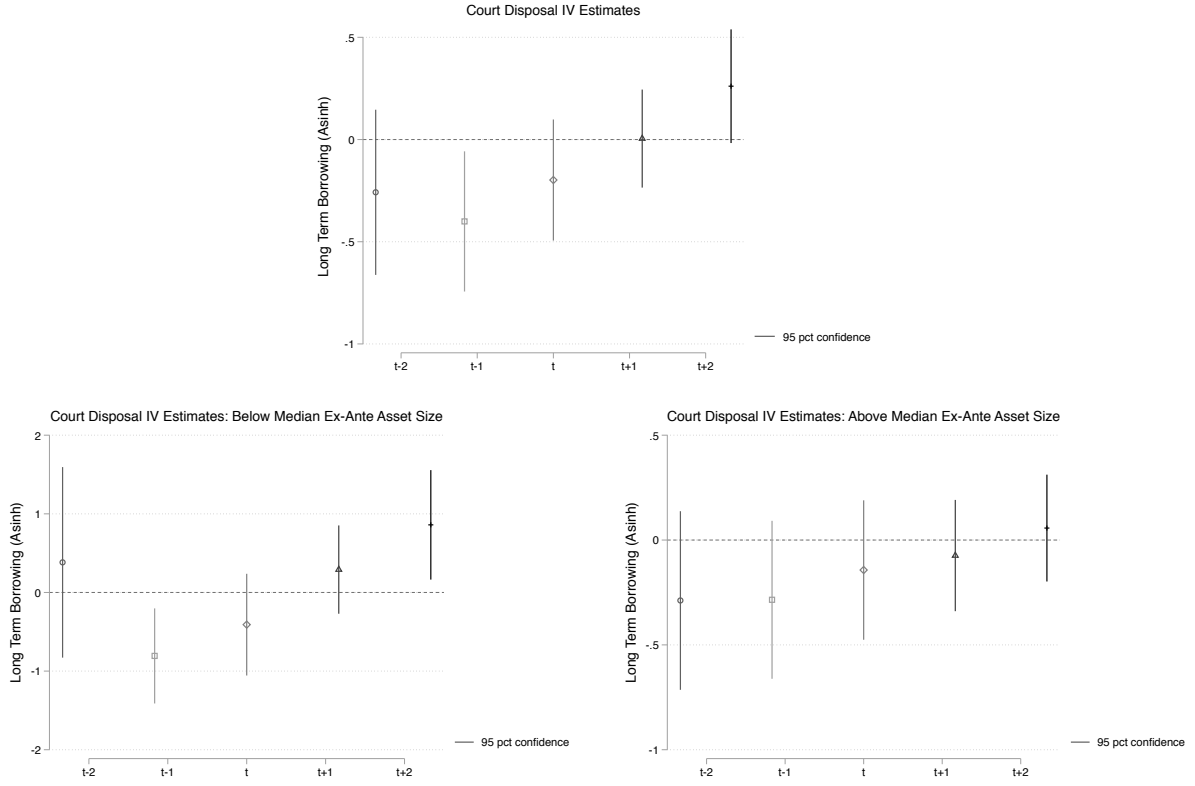 Court Disposal IV Estimates
Long Term Borrowing (Asinh)
.5
0
-.5
-1
t-2 t-1 t t+1 t+2
95 pct confidence
Court Disposal IV Estimates: Below Median Ex-Ante Asset Size
Long Term Borrowing (Asinh)
2
1
0
-1
-2
t-2 t-1 t t+1 t+2
95 pct confidence
Court Disposal IV Estimates: Above Median Ex-Ante Asset Size
Long Term Borrowing (Asinh)
.5
0
-.5
-1
t-2 t-1 t t+1 t+2
95 pct confidence